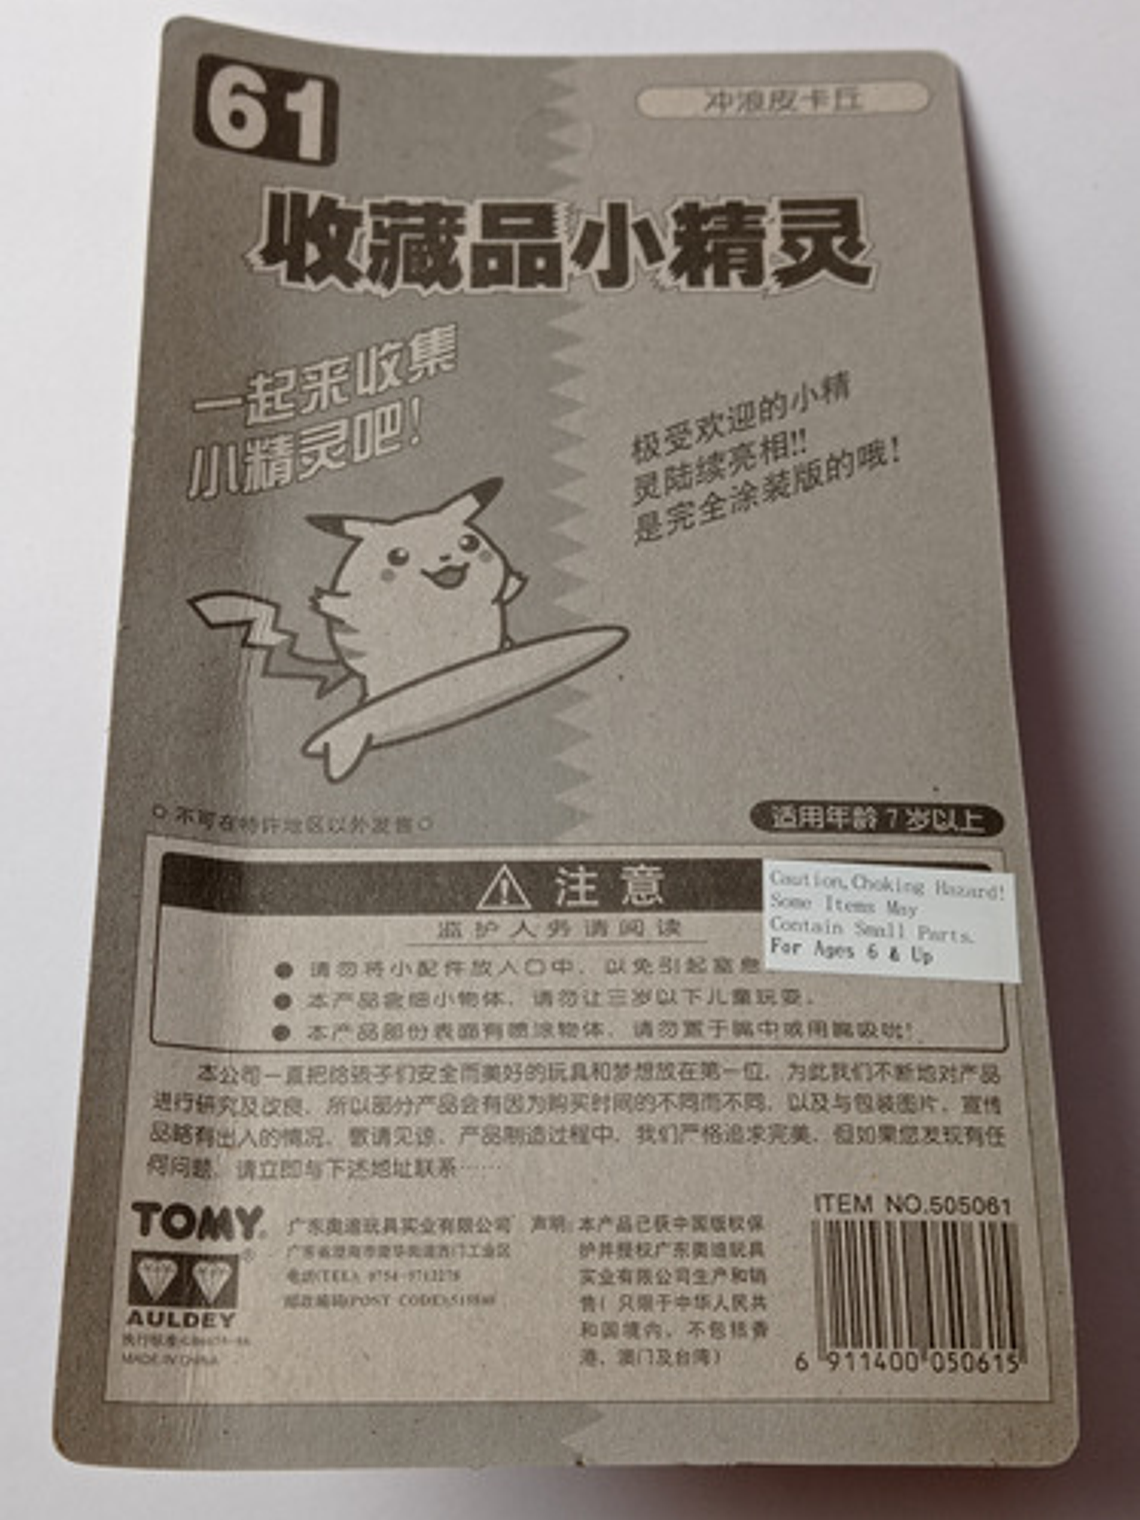 61
冲浪皮卡丘
收藏品小精灵
一起来收集
小精灵吧!
极受欢迎的小精
灵陆续亮相!!
是完全涂装版的哦!
不可在特许地区以外发售
适用年龄7岁以上
注意
Caution,Choking Hazard!
Some Items May
Contain Small Parts.
For Ages 6 & Up
监护人务请阅读
● 请勿将小配件放入口中，以免引起窒息
● 本产品含细小物体，请勿让三岁以下儿童玩耍。
● 本产品部份表面有喷涂物体，请勿置于嘴中或用嘴吸吮!
本公司一直把给孩子们安全而美好的玩具和梦想放在第一位，为此我们不断地对产品
进行研究及改良，所以部分产品会有因为购买时间的不同而不同，以及与包装图片、宣传
品略有出入的情况，敬请见谅。产品制造过程中，我们严格追求完美，但如果您发现有任
何问题，请立即与下述地址联系……
TOMY
AULDEY
MADE IN CHINA
广东奥迪玩具实业有限公司
邮政编码(POST CODE):
声明:本产品已获中国版权保
护并授权广东奥迪玩具
实业有限公司生产和销
售(只限于中华人民共
和国境内，不包括香
港、澳门及台湾)
ITEM NO.505061
6 911400 050615